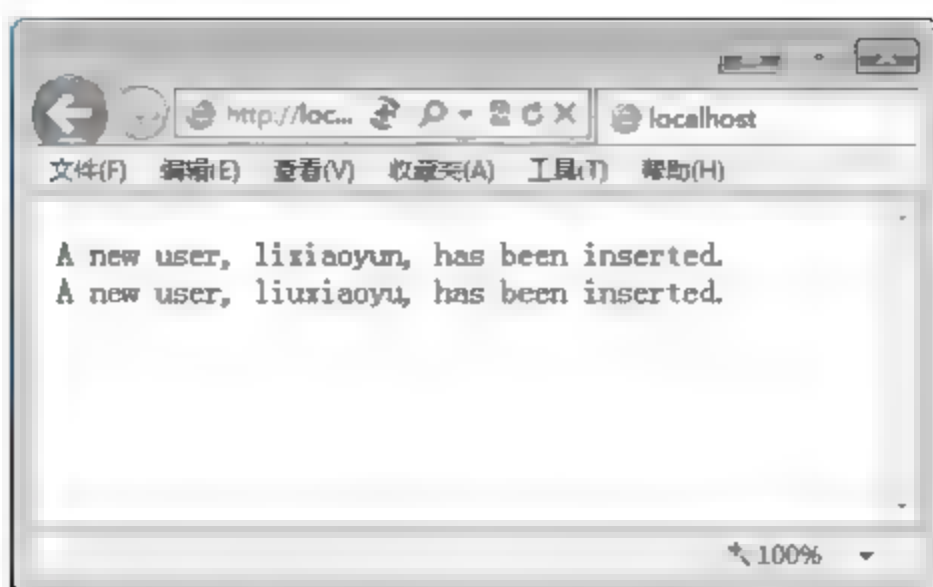 http://loc...
localhost
文件(F) 编辑(E) 查看(V) 收藏夹(A) 工具(T) 帮助(H)
A new user, lixiaoyun, has been inserted.
A new user, liuxiaoyu, has been inserted.
100%